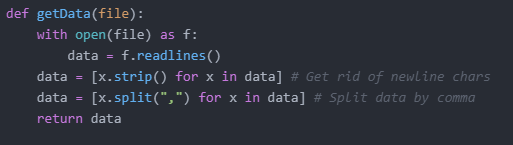 def getData(file):
    with open(file) as f:
        data = f.readlines()
    data = [x.strip() for x in data] # Get rid of newline chars
    data = [x.split(",") for x in data] # Split data by comma
    return data